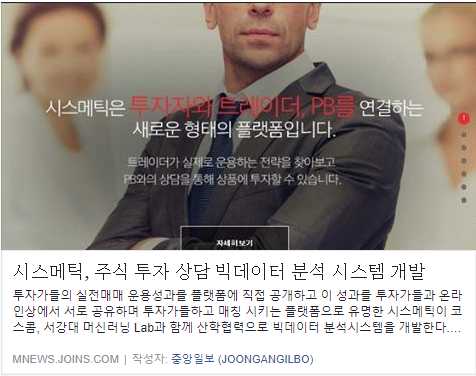 시스메틱은 투자자와 트레이더, PB를 연결하는
새로운 형태의 플랫폼입니다.
트레이더가 실제로 운용하는 전략을 찾아보고
PB와의 상담을 통해 상품에 투자할 수 있습니다.
자세히보기
시스메틱, 주식 투자 상담 빅데이터 분석 시스템 개발
투자가들의 실전매매 운용성과를 플랫폼에 직접 공개하고 이 성과를 투자가들과 온라
인상에서 서로 공유하며 투자가들하고 매칭 시키는 플랫폼으로 유명한 시스메틱이 코
스콤, 서강대 머신러닝 Lab과 함께 산학협력으로 빅데이터 분석시스템을 개발한다....
MNEWS.JOINS.COM | 작성자: 중앙일보 (JOONGANGILBO)